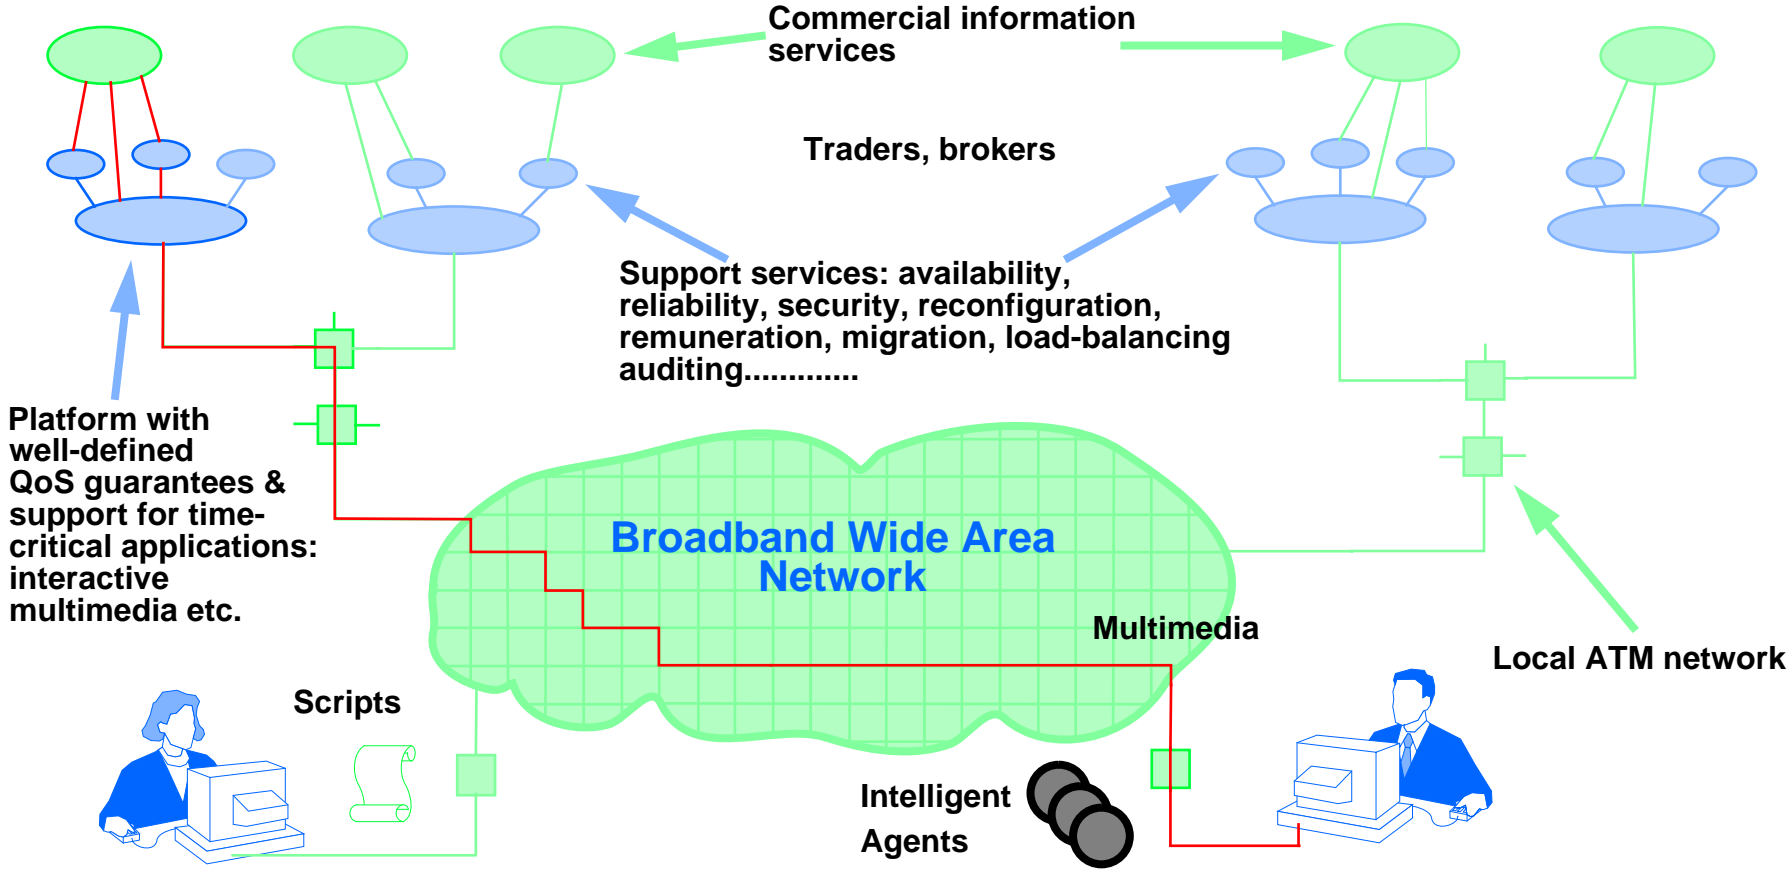 Commercial information
services
Traders, brokers
Support services: availability,
reliability, security, reconfiguration,
remuneration, migration, load-balancing
auditing.............
Platform with
well-defined
QoS guarantees &
support for time-
critical applications:
interactive
multimedia etc.
Broadband Wide Area
Network
Multimedia
Local ATM network
Scripts
Intelligent
Agents